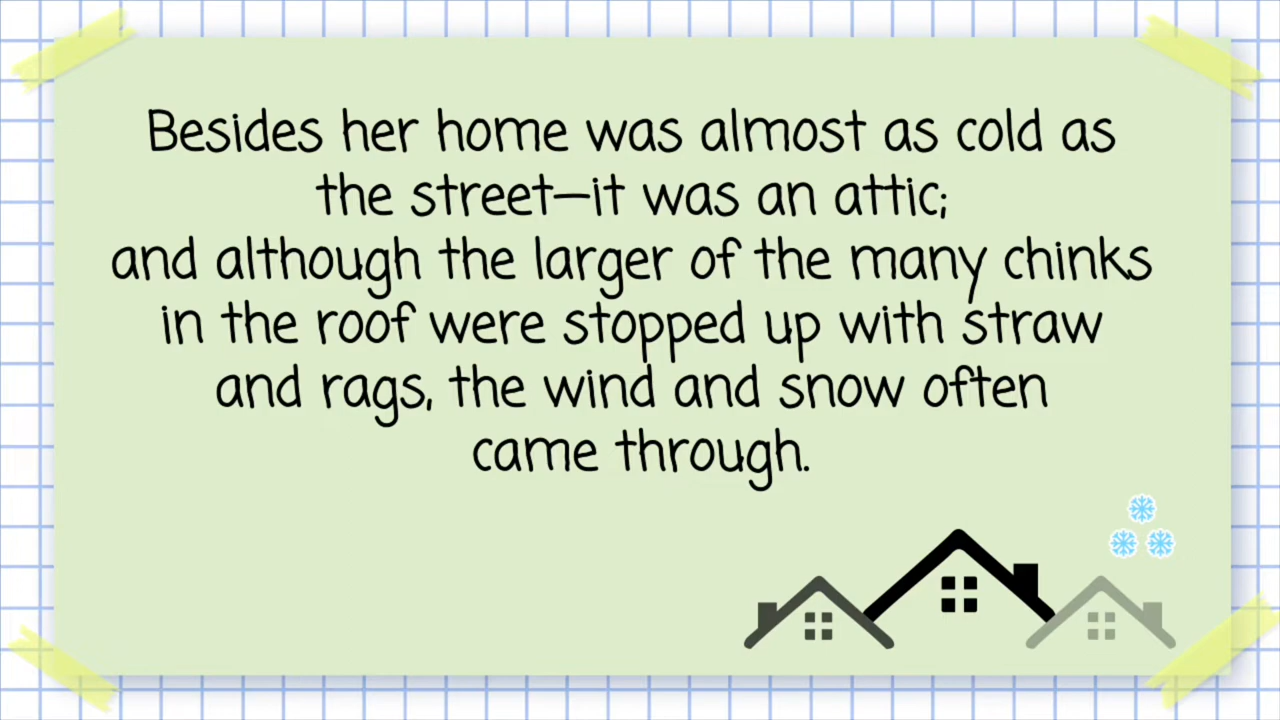 Besides her home was almost as cold as
the street—it was an attic;
and although the larger of the many chinks
in the roof were stopped up with straw
and rags, the wind and snow often
came through.